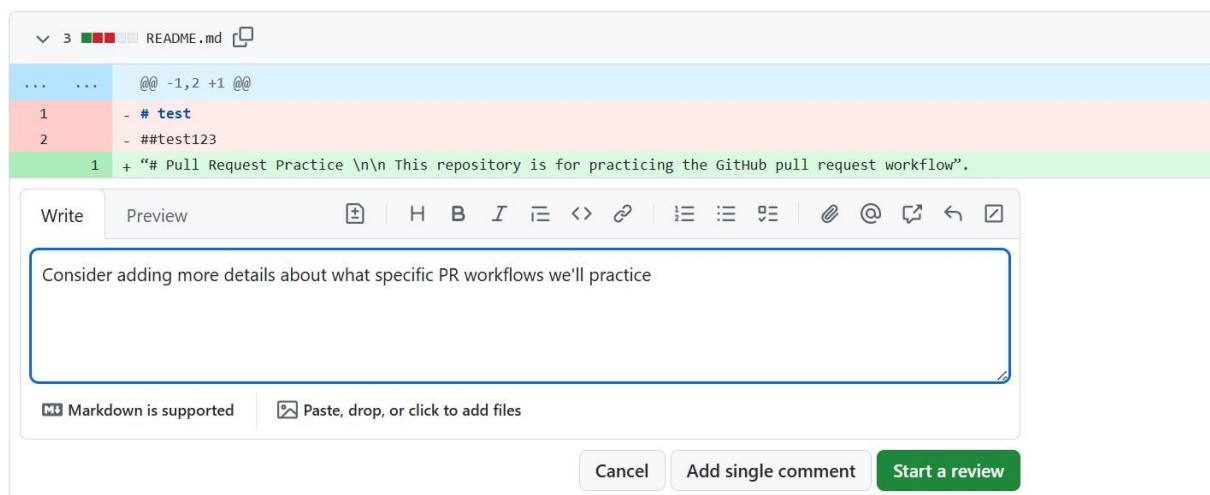 3 README.md
... ... @@ -1,2 +1 @@
1 - # test
2 - ##test123
1 + “# Pull Request Practice \n\n This repository is for practicing the GitHub pull request workflow”.
Write Preview
Consider adding more details about what specific PR workflows we'll practice
Markdown is supported Paste, drop, or click to add files
Cancel Add single comment Start a review